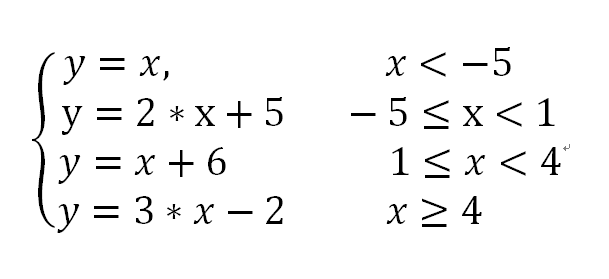 y = x, x < −5
y = 2 * x + 5 − 5 ≤ x < 1
y = x + 6 1 ≤ x < 4
y = 3 * x − 2 x ≥ 4